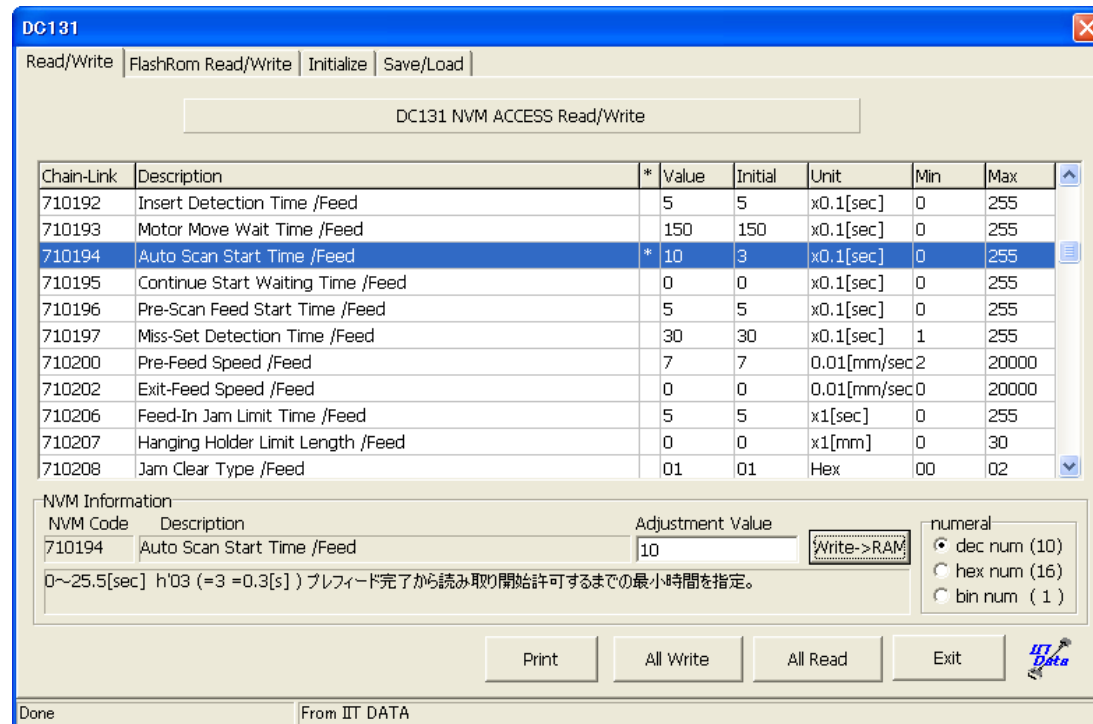 DC131
Read/Write FlashRom Read/Write Initialize Save/Load
DC131 NVM ACCESS Read/Write
Chain-Link Description * Value Initial Unit Min Max
710192 Insert Detection Time /Feed 5 5 x0.1[sec] 0 255
710193 Motor Move Wait Time /Feed 150 150 x0.1[sec] 0 255
710194 Auto Scan Start Time /Feed * 10 3 x0.1[sec] 0 255
710195 Continue Start Waiting Time /Feed 0 0 x0.1[sec] 0 255
710196 Pre-Scan Feed Start Time /Feed 5 5 x0.1[sec] 0 255
710197 Miss-Set Detection Time /Feed 30 30 x0.1[sec] 1 255
710200 Pre-Feed Speed /Feed 7 7 0.01[mm/sec 2 20000
710202 Exit-Feed Speed /Feed 0 0 0.01[mm/sec 0 20000
710206 Feed-In Jam Limit Time /Feed 5 5 x1[sec] 0 255
710207 Hanging Holder Limit Length /Feed 0 0 x1[mm] 0 30
710208 Jam Clear Type /Feed 01 01 Hex 00 02
NVM Information
NVM Code Description Adjustment Value numeral
710194 Auto Scan Start Time /Feed 10 Write->RAM dec num (10)
0～25.5[sec] h'03 (=3 =0.3[s] ) プレフィード完了から読み取り開始許可するまでの最小時間を指定。 hex num (16)
bin num ( 1 )
Print All Write All Read Exit IIT Data
Done From IIT DATA